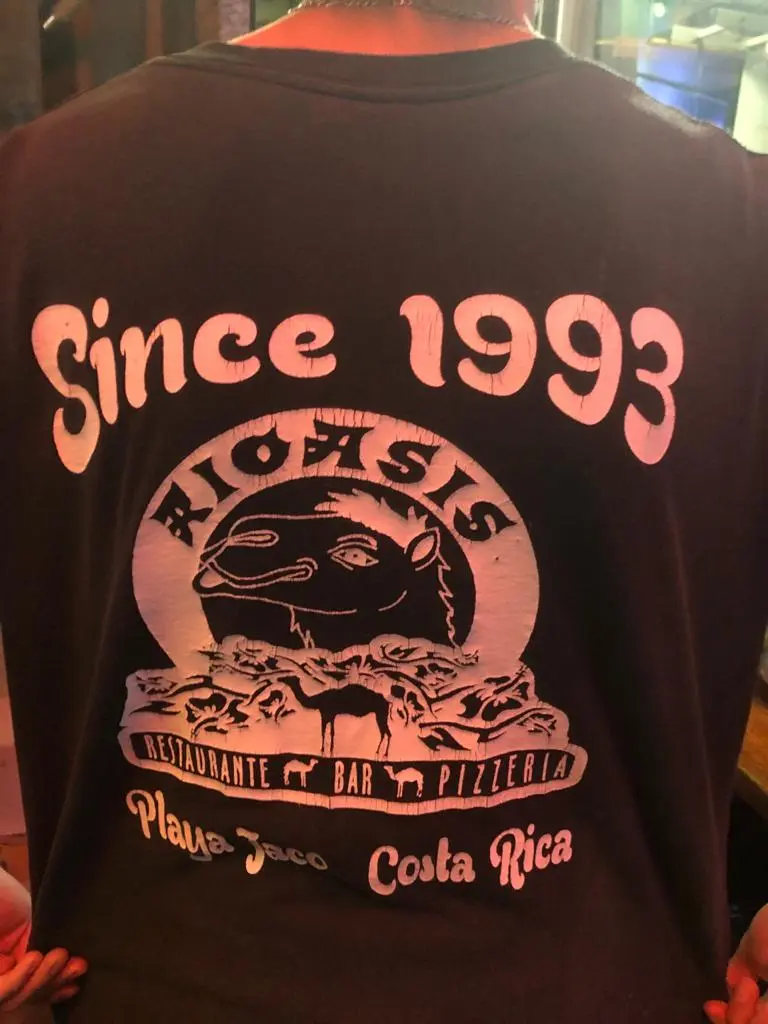 Since 1993
RIOASIS
RESTAURANTE BAR PIZZERIA
Playa Jaco Costa Rica